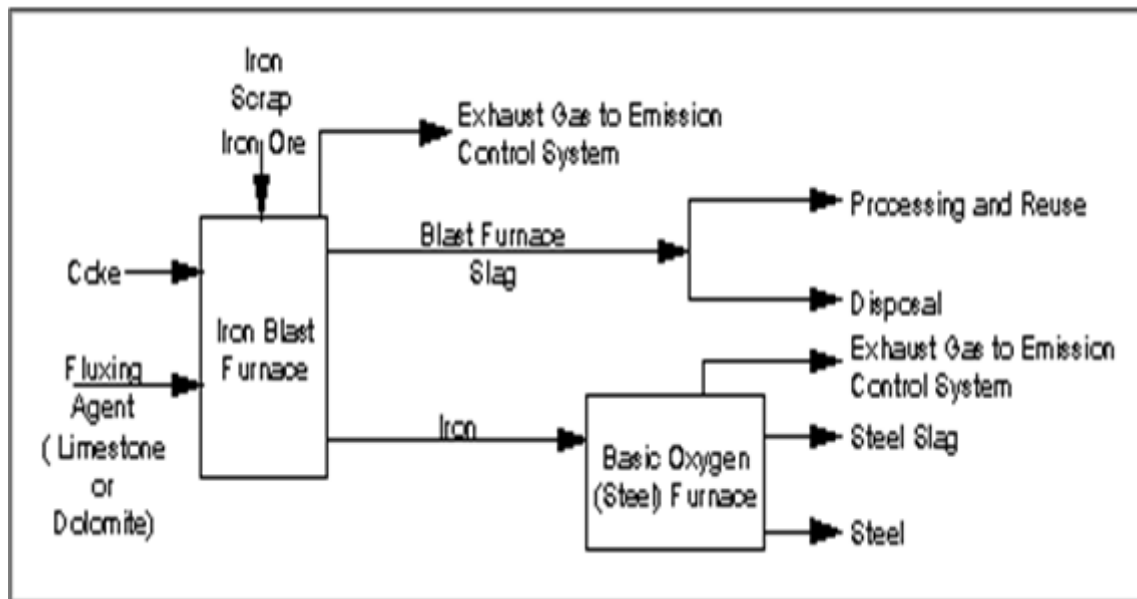 Iron
Scrap
Iron Ore
Exhaust Gas to Emission
Control System
Processing and Reuse
Blast Furnace
Slag
Coke
Disposal
Iron Blast
Furnace
Exhaust Gas to Emission
Control System
Fluxing
Agent
( Limestone
or
Dolomite)
Iron
Steel Slag
Basic Oxygen
(Steel) Furnace
Steel